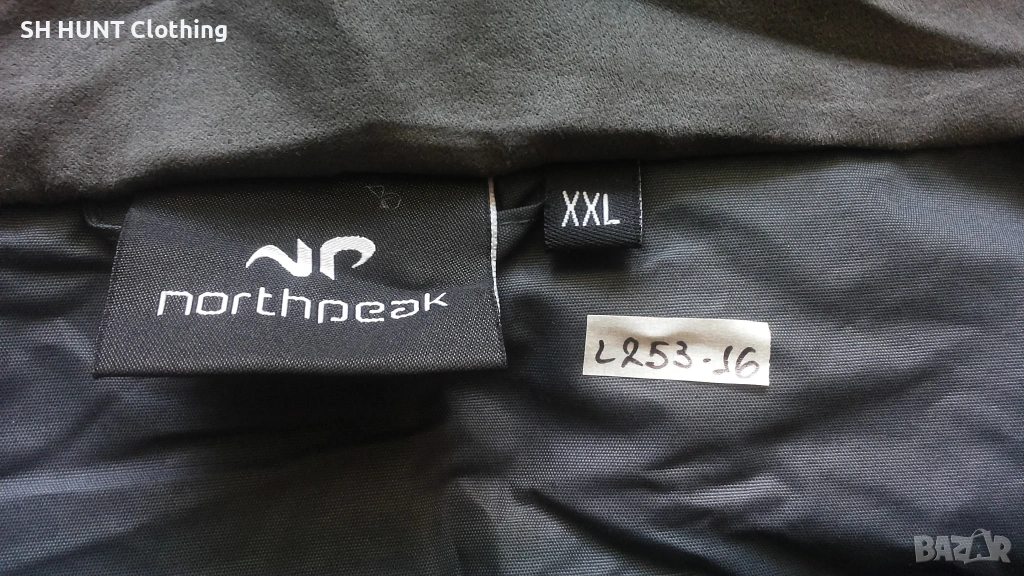 SH HUNT Clothing
NP
northpeak
XXL
L253-16
BAZAR